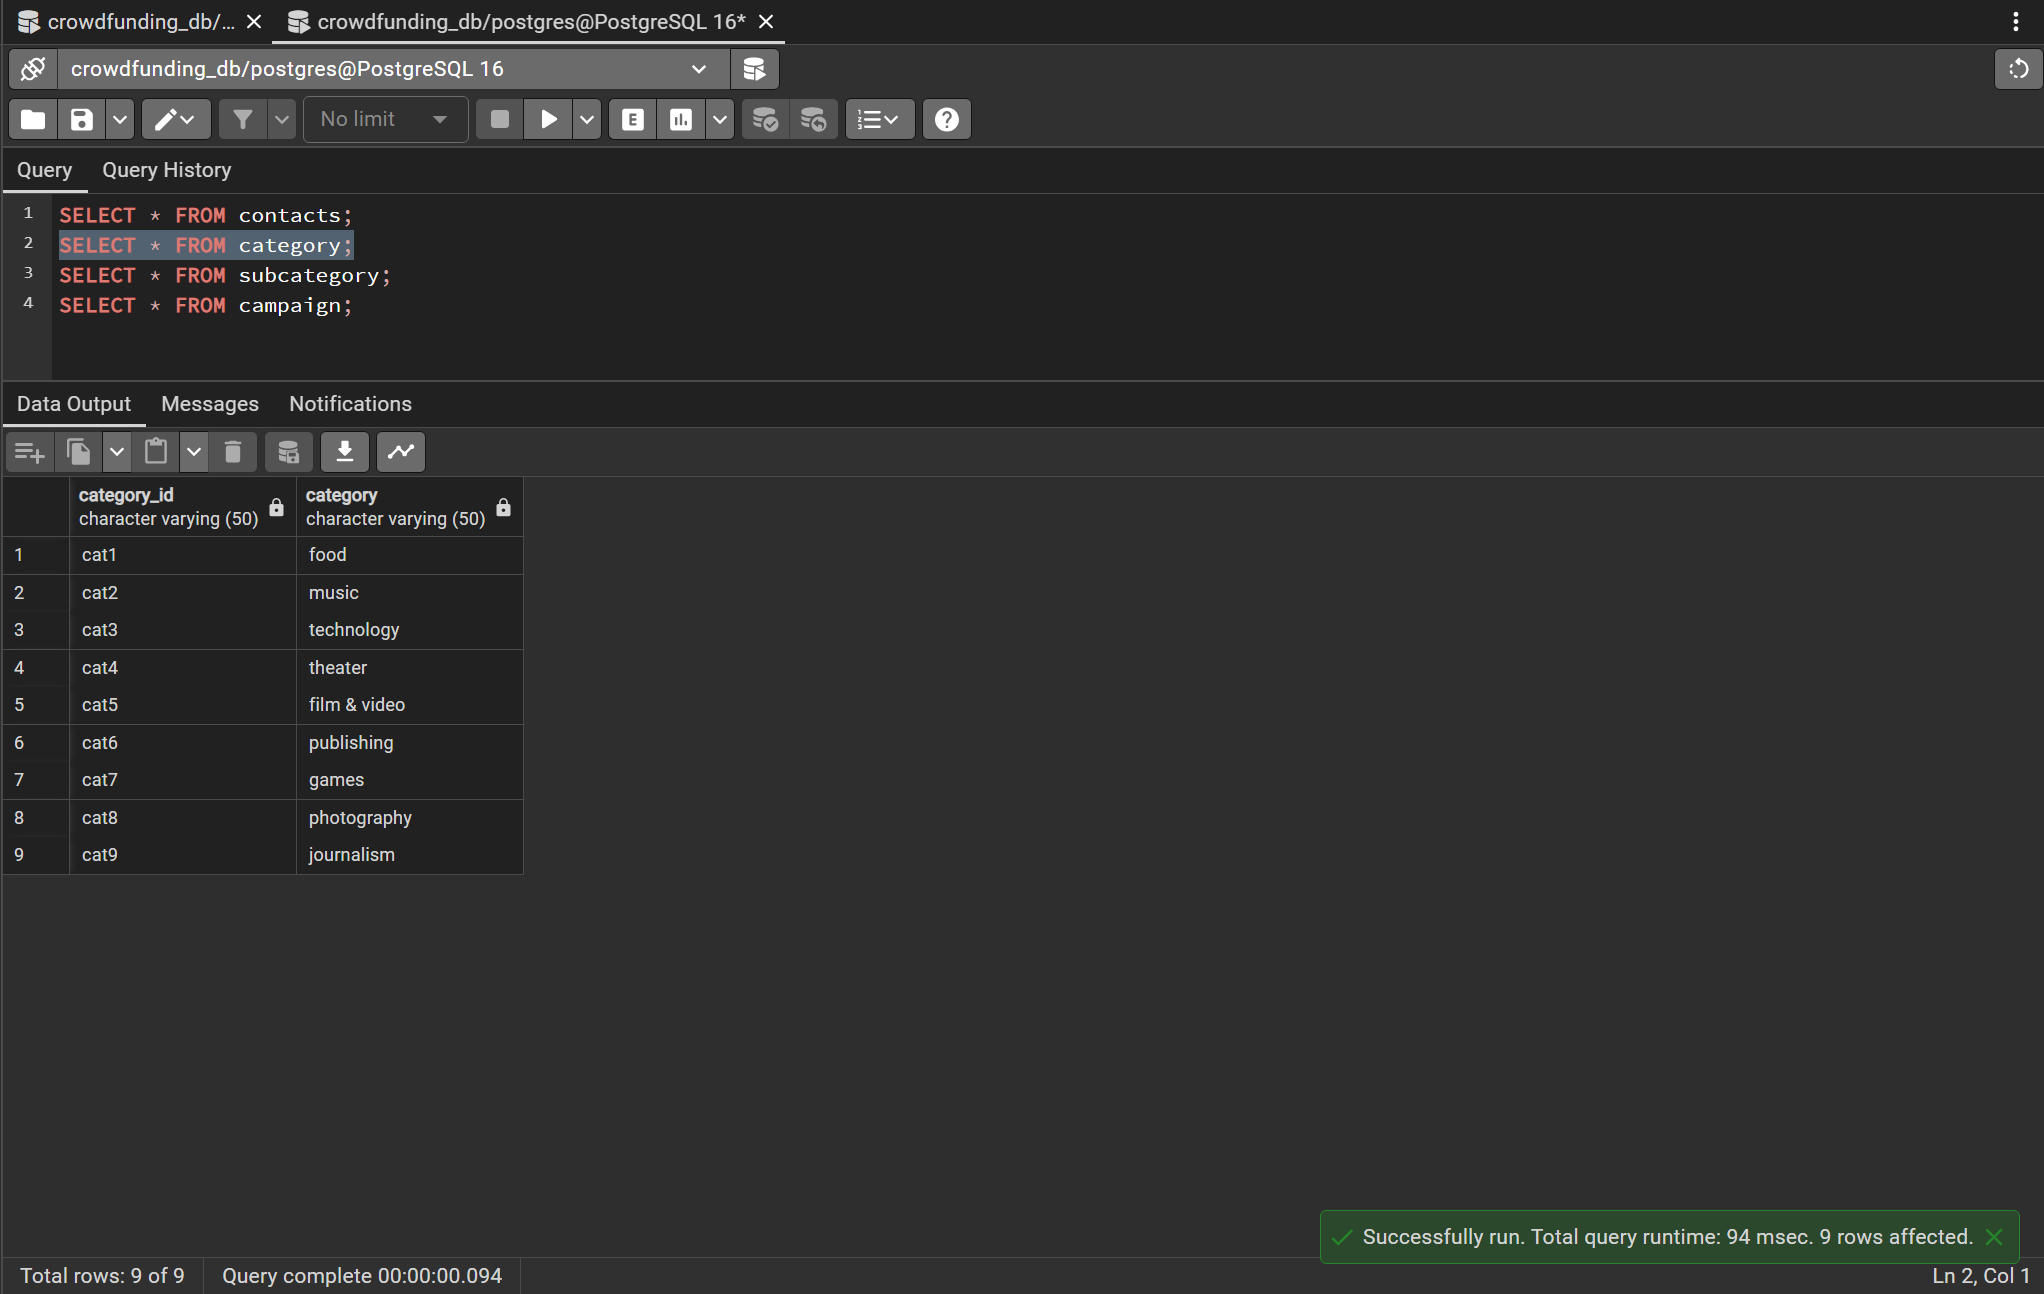 crowdfunding_db/... crowdfunding_db/postgres@PostgreSQL 16*
crowdfunding_db/postgres@PostgreSQL 16
No limit E
Query Query History
1 SELECT * FROM contacts;
2 SELECT * FROM category;
3 SELECT * FROM subcategory;
4 SELECT * FROM campaign;
Data Output Messages Notifications
category_id category
character varying (50) character varying (50)
1 cat1 food
2 cat2 music
3 cat3 technology
4 cat4 theater
5 cat5 film & video
6 cat6 publishing
7 cat7 games
8 cat8 photography
9 cat9 journalism
Successfully run. Total query runtime: 94 msec. 9 rows affected.
Total rows: 9 of 9 Query complete 00:00:00.094 Ln 2, Col 1